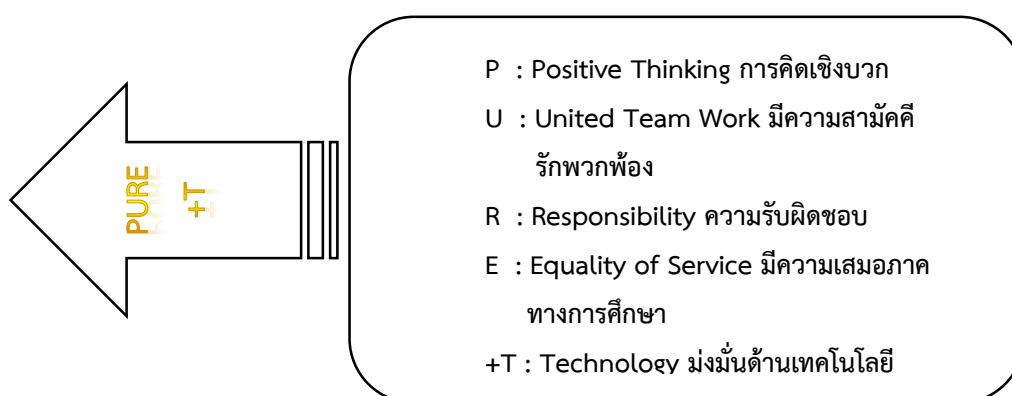 PURE
+T
P : Positive Thinking การคิดเชิงบวก
U : United Team Work มีความสามัคคี
รักพวกพ้อง
R : Responsibility ความรับผิดชอบ
E : Equality of Service มีความเสมอภาค
ทางการศึกษา
+T : Technology มุ่งมั่นด้านเทคโนโลยี